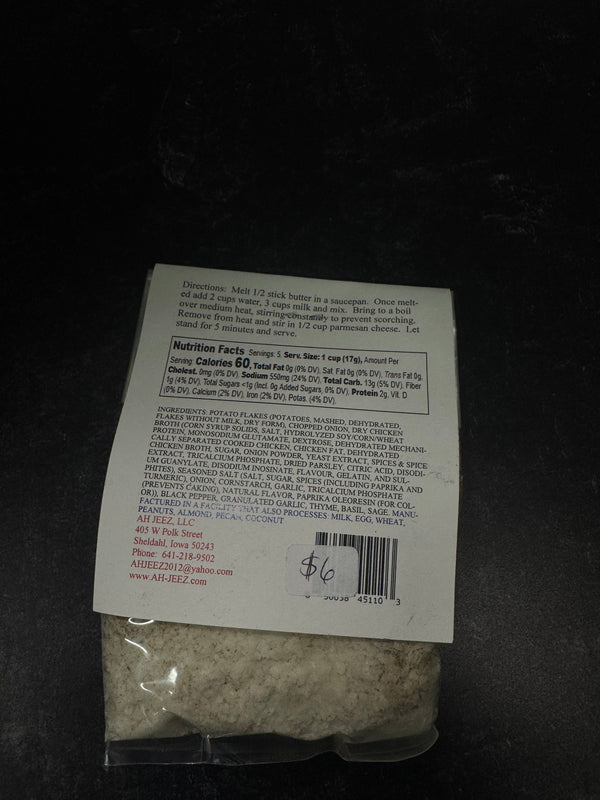 Directions: Melt 1/2 stick butter in a saucepan. Once melt-
ed add 2 cups water, 3 cups milk and mix. Bring to a boil
over medium heat, stirring constantly to prevent scorching.
Remove from heat and stir in 1/2 cup parmesan cheese. Let
stand for 5 minutes and serve.
Nutrition Facts Servings: 5, Serv. Size: 1 cup (17g), Amount Per
Serving: Calories 60, Total Fat 0g (0% DV), Sat. Fat 0g (0% DV), Trans Fat 0g,
Cholest. 0mg (0% DV), Sodium 550mg (24% DV), Total Carb. 13g (5% DV), Fiber
1g (4% DV), Total Sugars <1g (Incl. 0g Added Sugars, 0% DV), Protein 2g, Vit. D
(0% DV), Calcium (2% DV), Iron (2% DV), Potas. (4% DV).
INGREDIENTS: POTATO FLAKES (POTATOES, MASHED, DEHYDRATED,
FLAKES WITHOUT MILK, DRY FORM), CHOPPED ONION, DRY CHICKEN
BROTH (CORN SYRUP SOLIDS, SALT, HYDROLYZED SOY/CORN/WHEAT
PROTEIN, MONOSODIUM GLUTAMATE, DEXTROSE, DEHYDRATED MECHANI-
CALLY SEPARATED COOKED CHICKEN, CHICKEN FAT, DEHYDRATED
CHICKEN BROTH, SUGAR, ONION POWDER, YEAST EXTRACT, SPICES & SPICE
EXTRACT, TRICALCIUM PHOSPHATE, DRIED PARSLEY, CITRIC ACID, DISODI-
UM GUANYLATE, DISODIUM INOSINATE, FLAVOUR, GELATIN, AND SUL-
PHITES), SEASONED SALT (SALT, SUGAR, SPICES (INCLUDING PAPRIKA AND
TURMERIC), ONION, CORNSTARCH, GARLIC, TRICALCIUM PHOSPHATE
(PREVENTS CAKING), NATURAL FLAVOR, PAPRIKA OLEORESIN (FOR COL-
OR)), BLACK PEPPER, GRANULATED GARLIC, THYME, BASIL, SAGE. MANU-
FACTURED IN A FACILITY THAT ALSO PROCESSES: MILK, EGG, WHEAT,
PEANUTS, ALMOND, PECAN, COCONUT
AH JEEZ, LLC
405 W Polk Street
Sheldahl, Iowa 50243
Phone: 641-218-9502
AHJEEZ2012@yahoo.com
www.AH-JEEZ.com
$6
45110 3